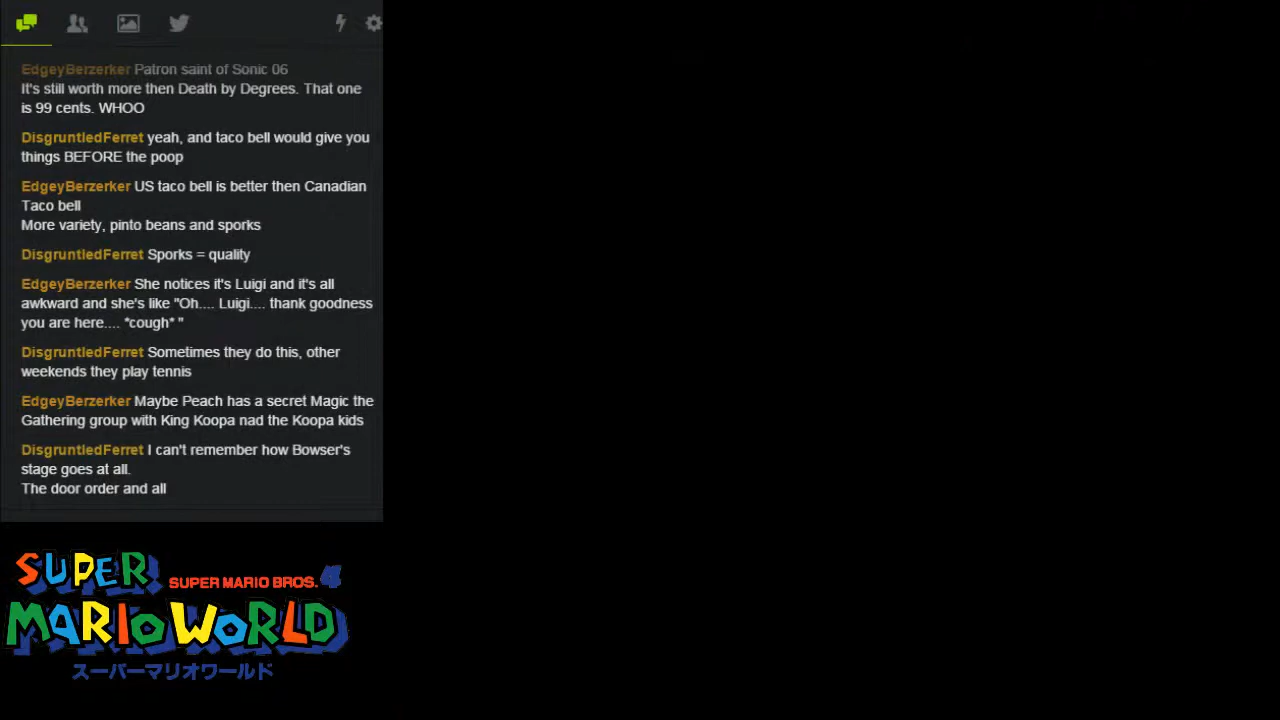 EdgeyBerzerker Patron saint of Sonic 06
It's still worth more then Death by Degrees. That one
is 99 cents. WHOO
DisgruntledFerret yeah, and taco bell would give you
things BEFORE the poop
EdgeyBerzerker US taco bell is better then Canadian
Taco bell
More variety, pinto beans and sporks
DisgruntledFerret Sporks = quality
EdgeyBerzerker She notices it's Luigi and it's all
awkward and she's like "Oh.... Luigi.... thank goodness
you are here.... *cough* "
DisgruntledFerret Sometimes they do this, other
weekends they play tennis
EdgeyBerzerker Maybe Peach has a secret Magic the
Gathering group with King Koopa nad the Koopa kids
DisgruntledFerret I can't remember how Bowser's
stage goes at all.
The door order and all
SUPER SUPER MARIO BROS. 4
MARIO WORLD
スーパーマリオワールド